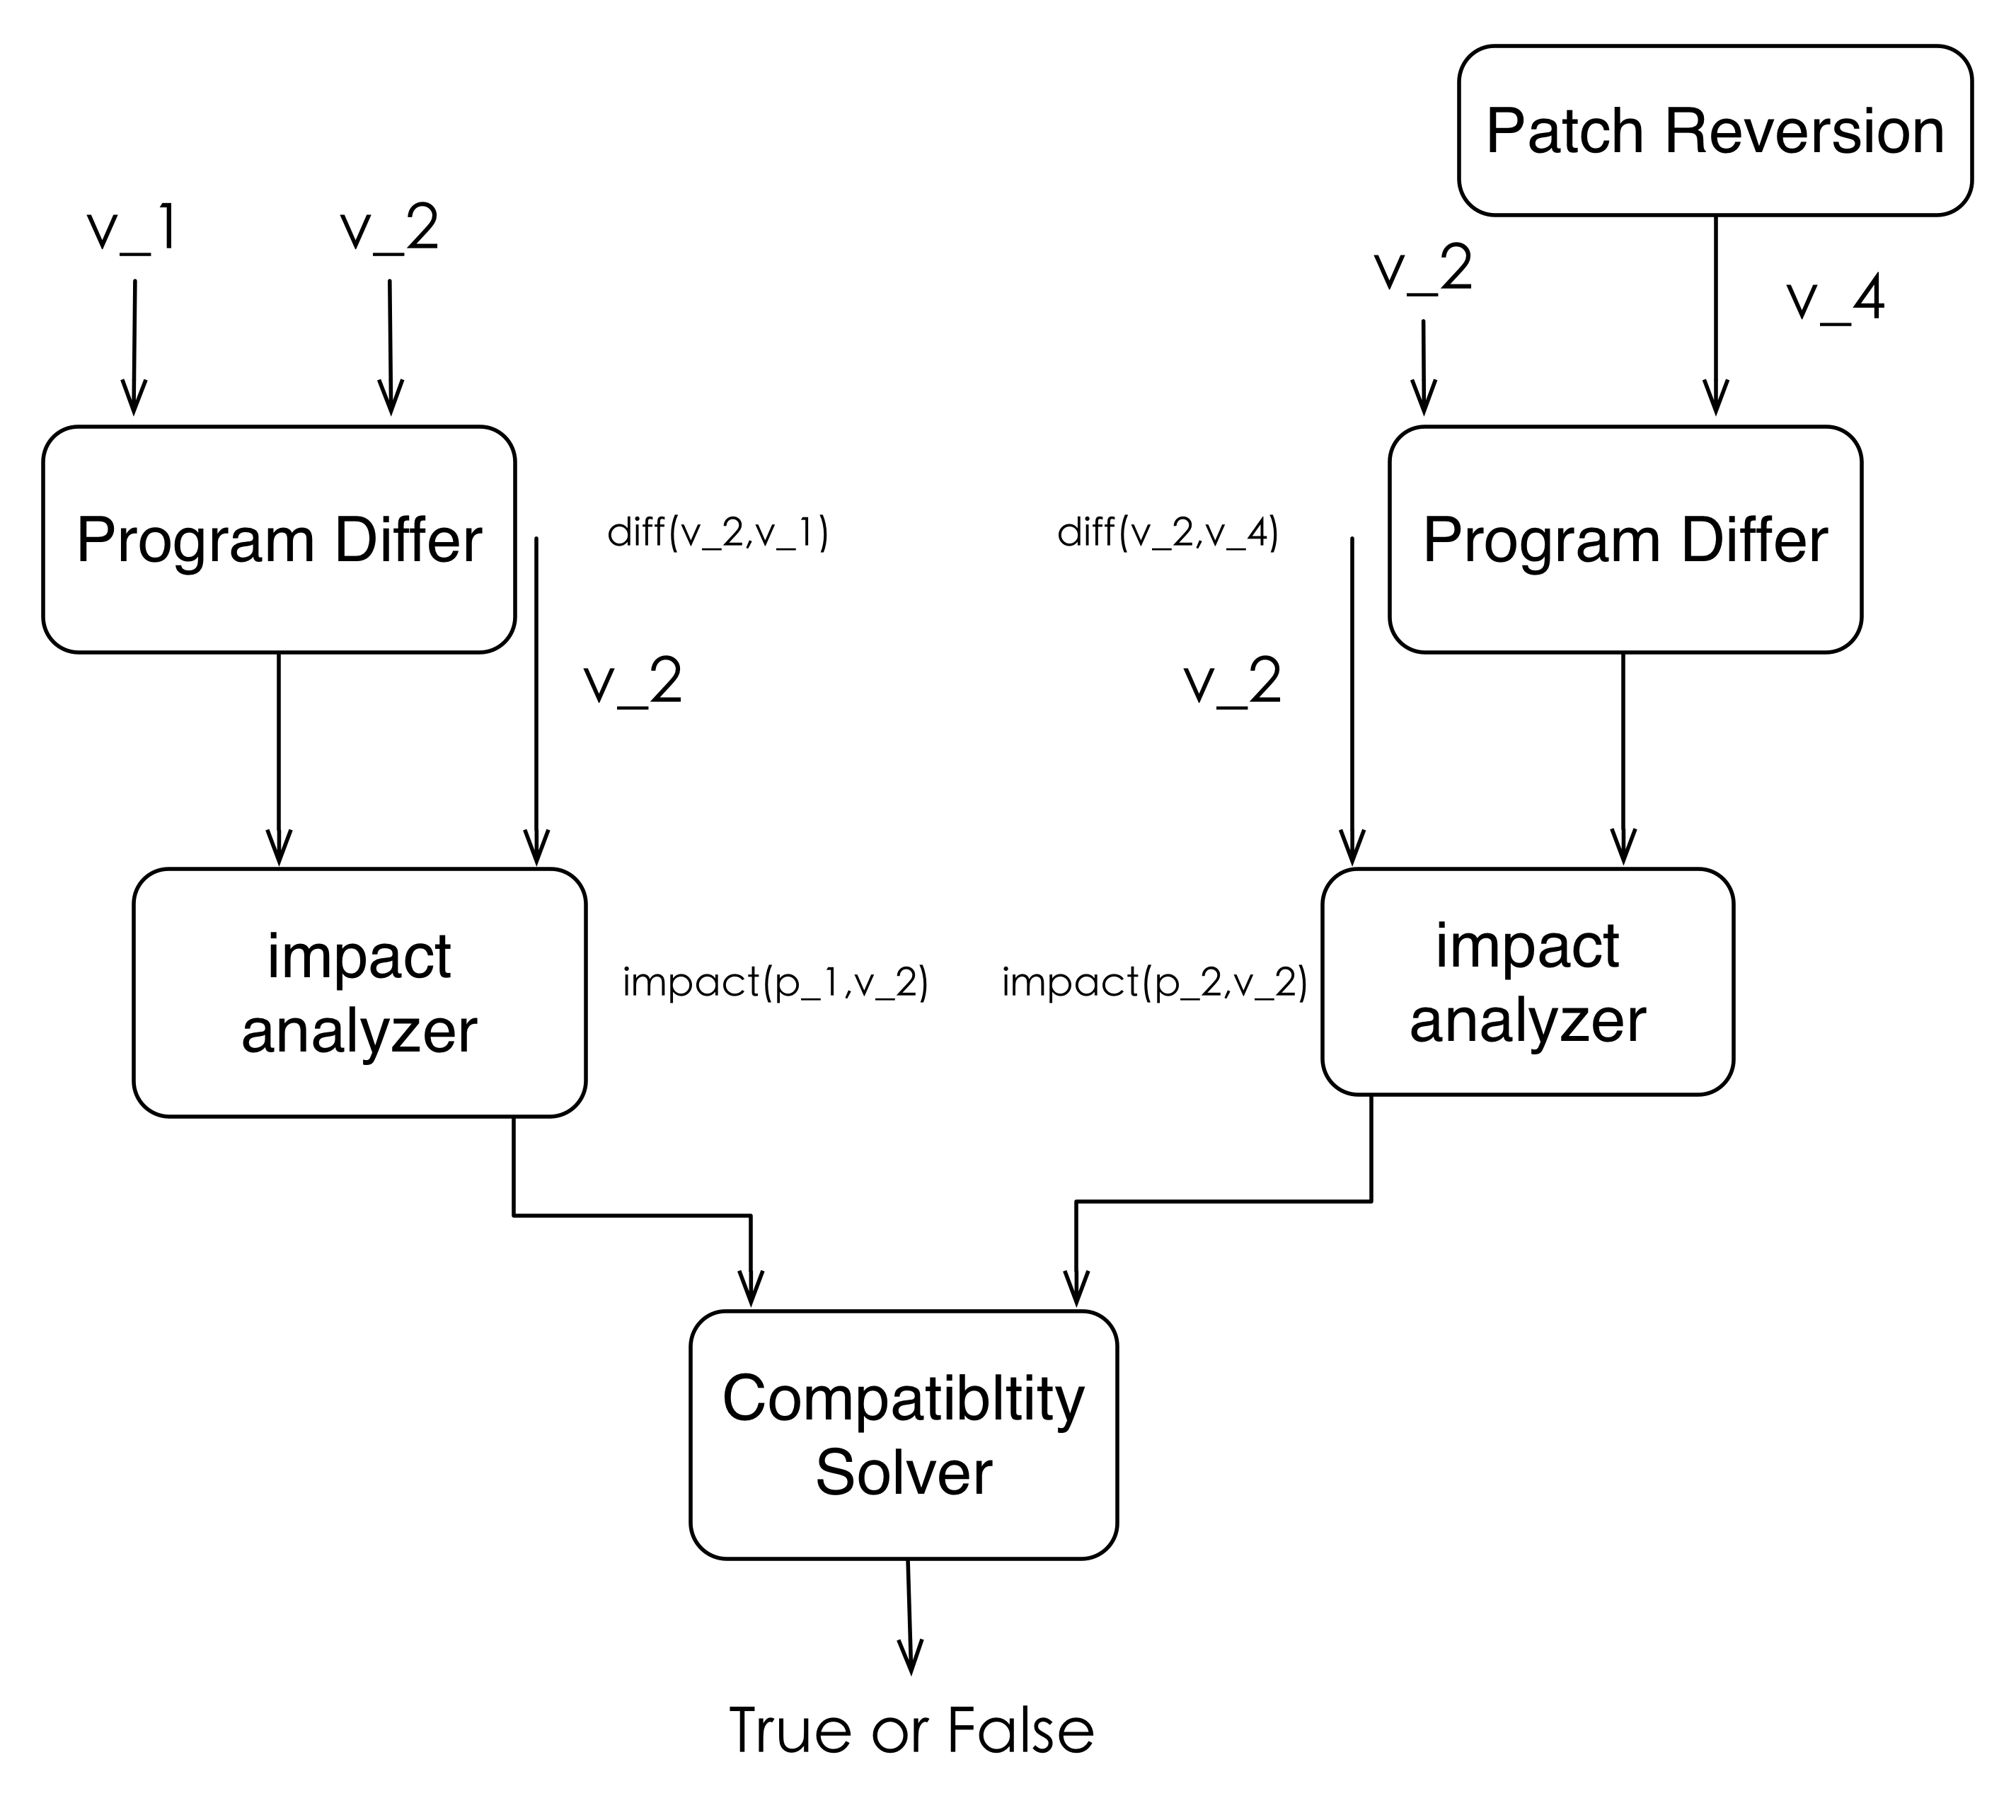 Patch Reversion
v_1
v_2
v_2
v_4
Program Differ
diff(v_2,v_1)
diff(v_2,v_4)
Program Differ
v_2
v_2
impact
analyzer
impact(p_1,v_2)
impact(p_2,v_2)
impact
analyzer
Compatibltity
Solver
True or False